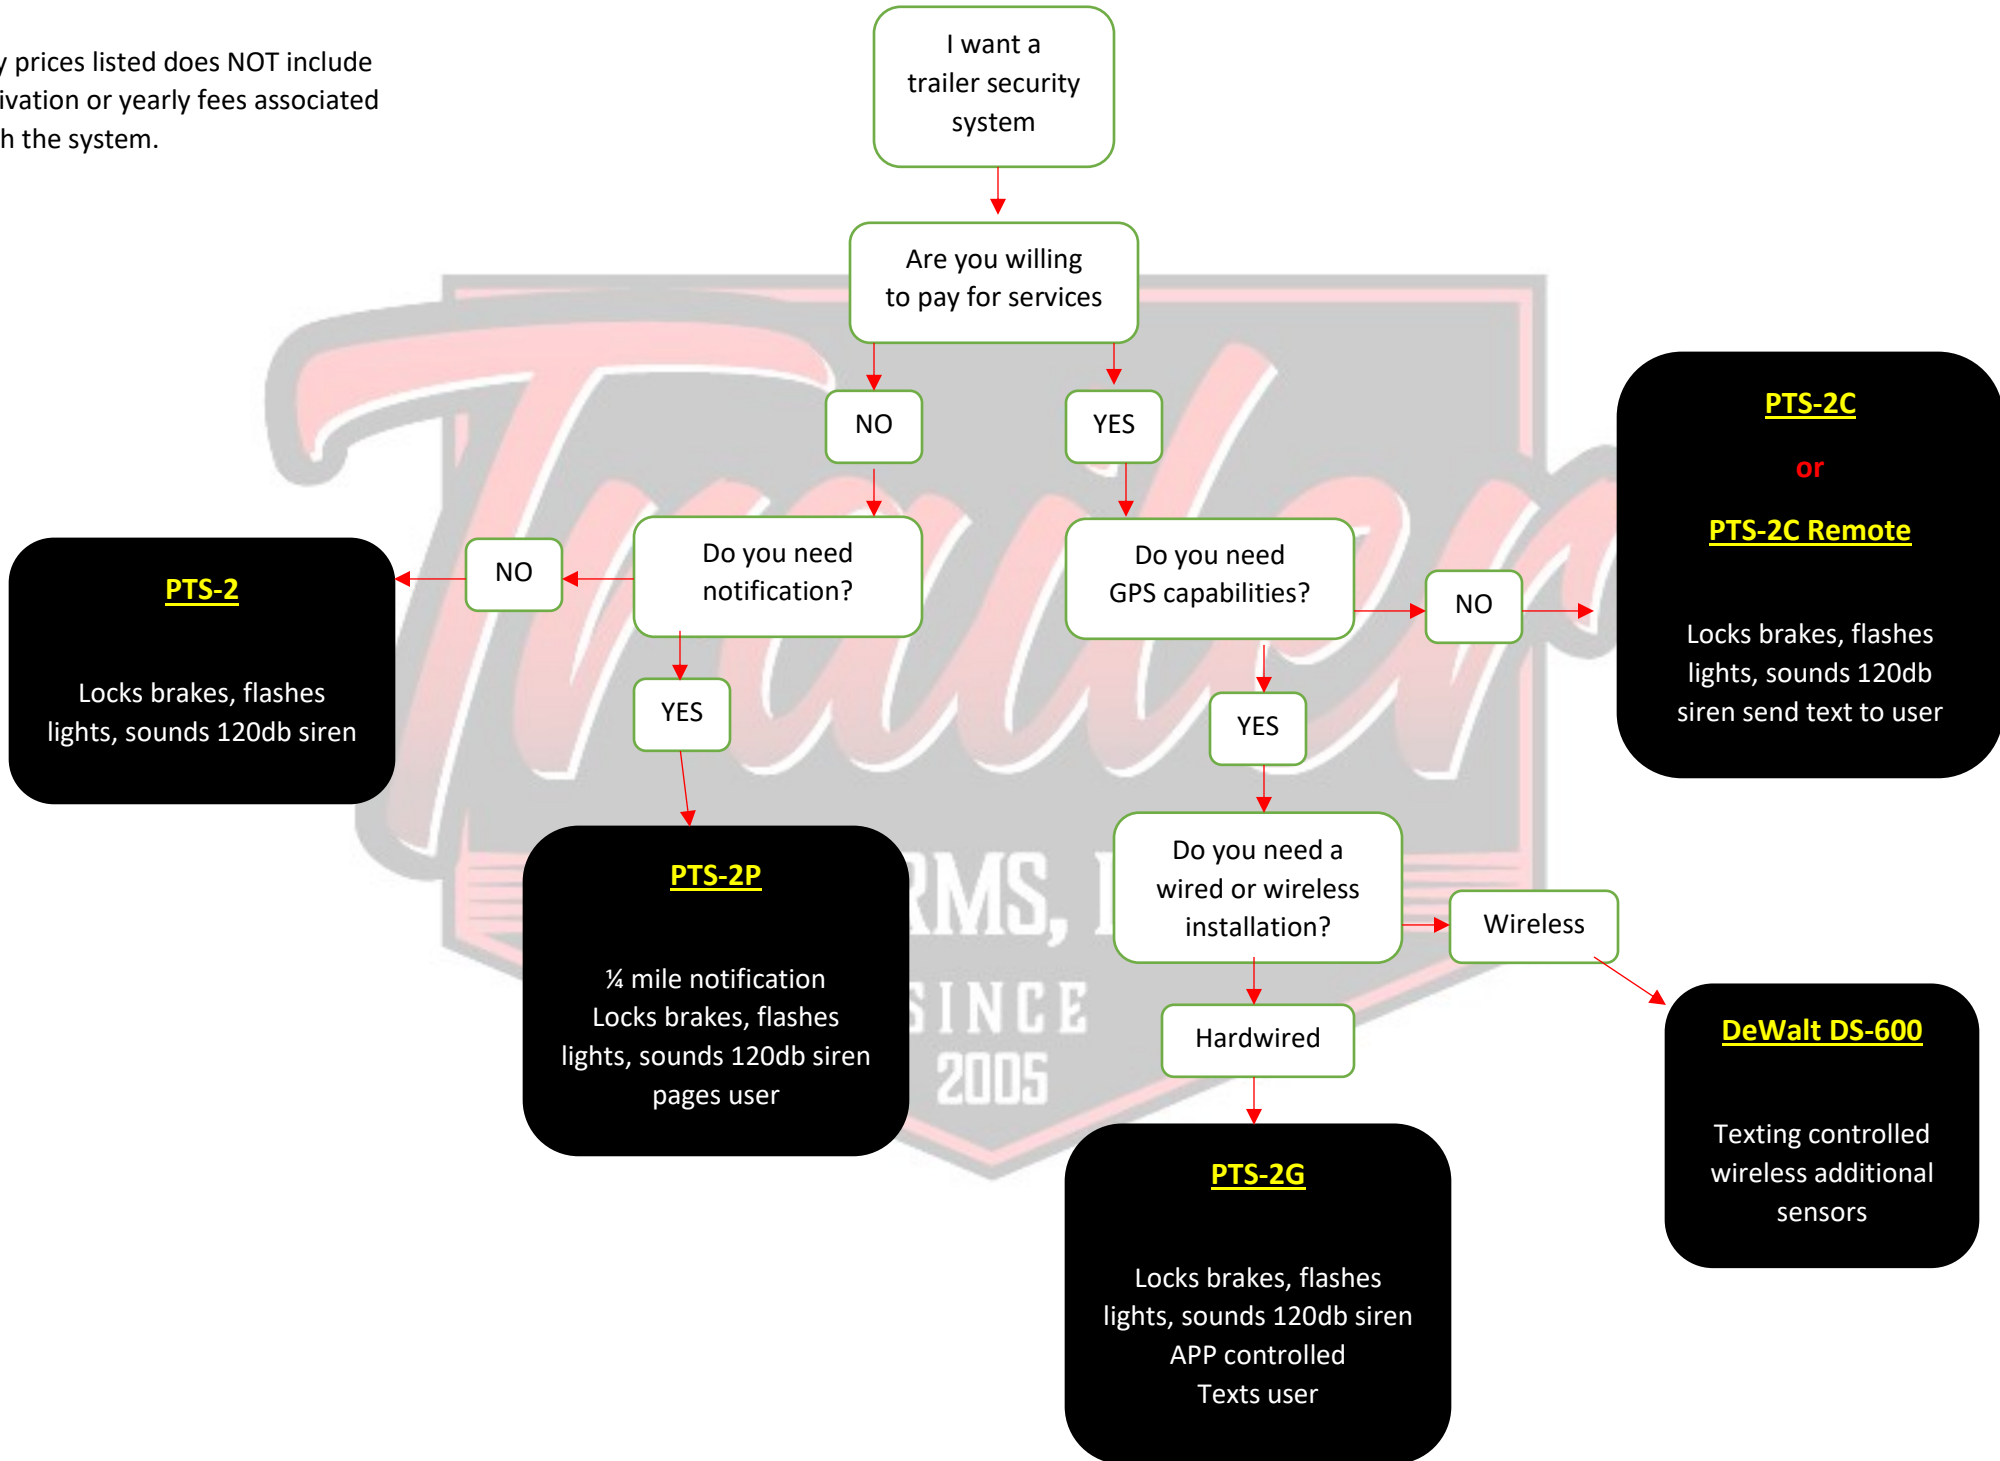 prices listed does NOT include
or yearly fees associated
the system.
I want a
trailer security
system
Are you willing
to pay for services
NO
YES
Do you need
notification?
NO
YES
Do you need
GPS capabilities?
NO
YES
PTS-2
Locks brakes, flashes
lights, sounds 120db siren
PTS-2P
¼ mile notification
Locks brakes, flashes
lights, sounds 120db siren
pages user
PTS-2C
or
PTS-2C Remote
Locks brakes, flashes
lights, sounds 120db
siren send text to user
Do you need a
wired or wireless
installation?
Wireless
Hardwired
DeWalt DS-600
Texting controlled
wireless additional
sensors
PTS-2G
Locks brakes, flashes
lights, sounds 120db siren
APP controlled
Texts user
Trailer
SINCE
2005